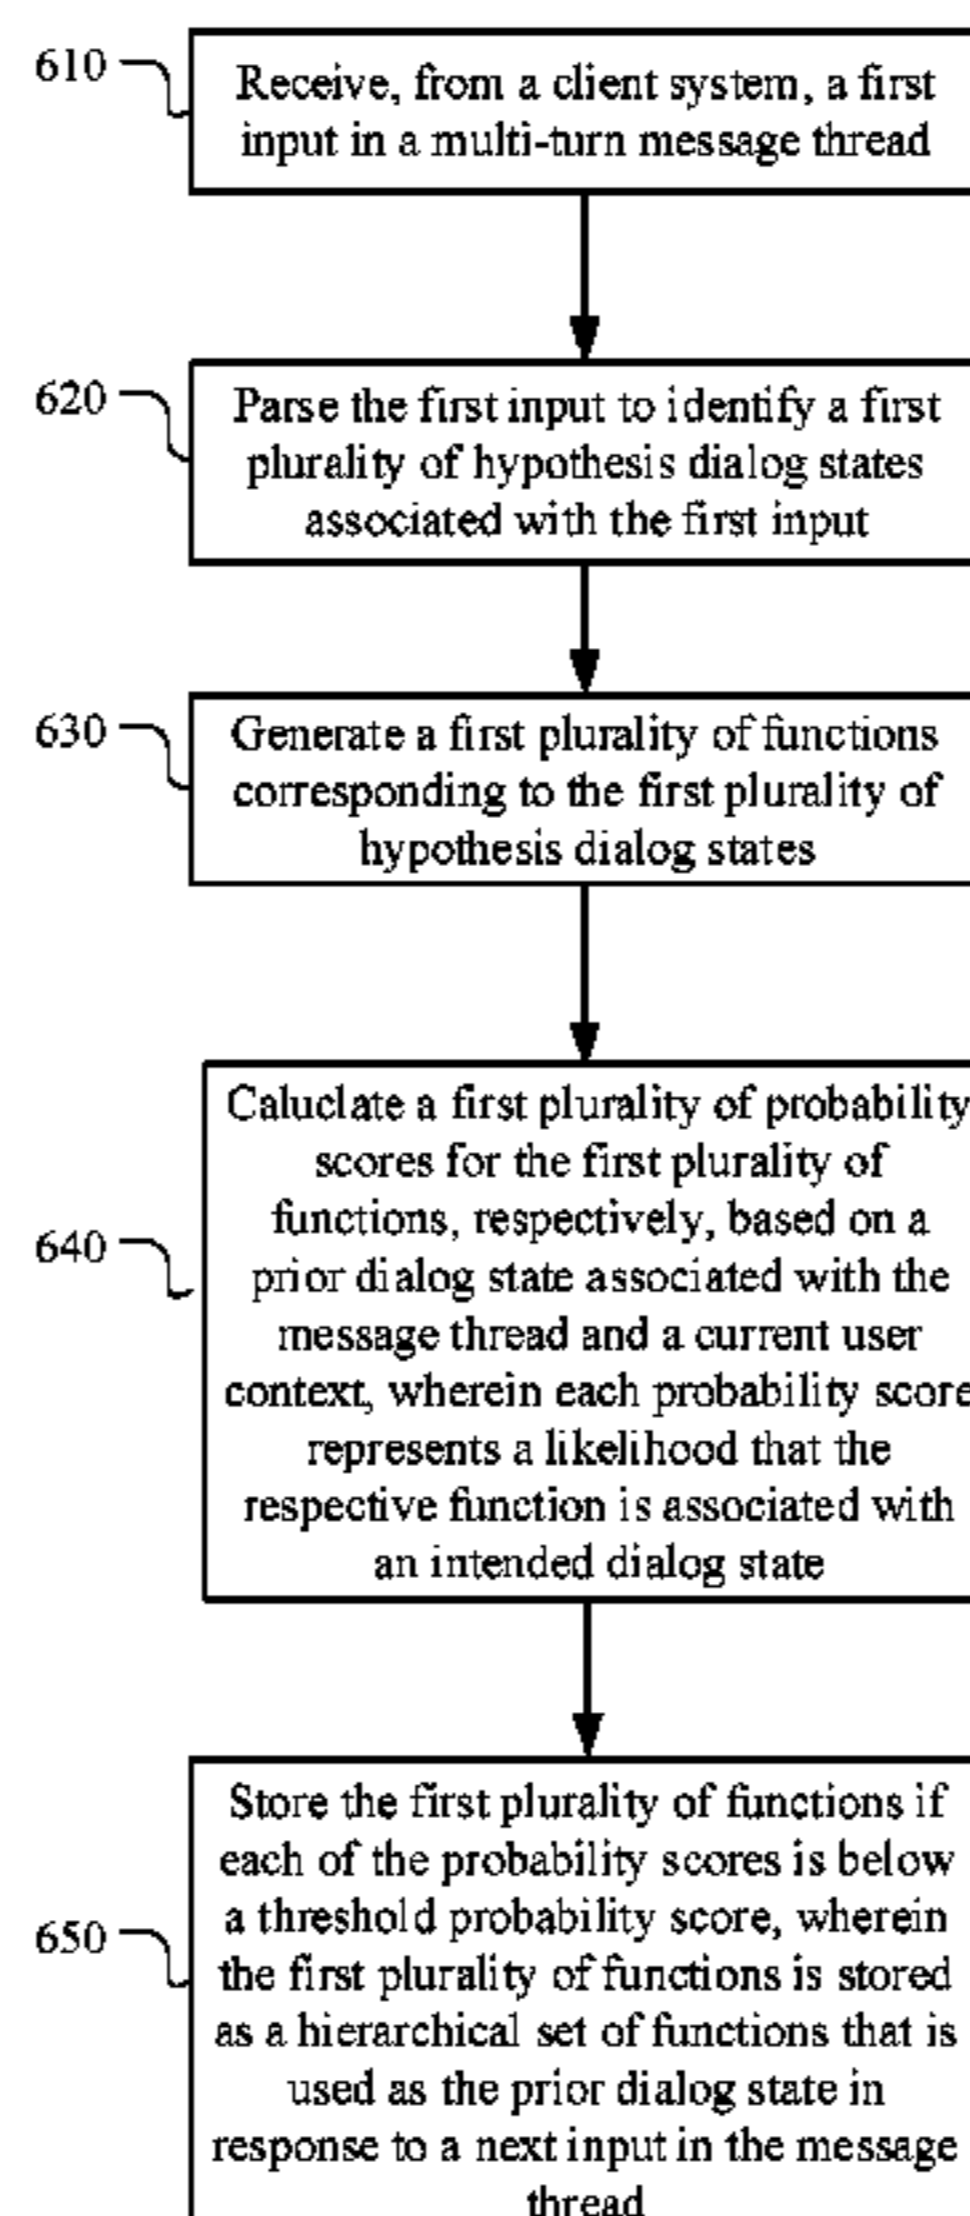 610
Receive, from a client system, a first
input in a multi-turn message thread
620
Parse the first input to identify a first
plurality of hypothesis dialog states
associated with the first input
630
Generate a first plurality of functions
corresponding to the first plurality of
hypothesis dialog states
640
Caluclate a first plurality of probability
scores for the first plurality of
functions, respectively, based on a
prior dialog state associated with the
message thread and a current user
context, wherein each probability score
represents a likelihood that the
respective function is associated with
an intended dialog state
650
Store the first plurality of functions if
each of the probability scores is below
a threshold probability score, wherein
the first plurality of functions is stored
as a hierarchical set of functions that is
used as the prior dialog state in
response to a next input in the message
thread